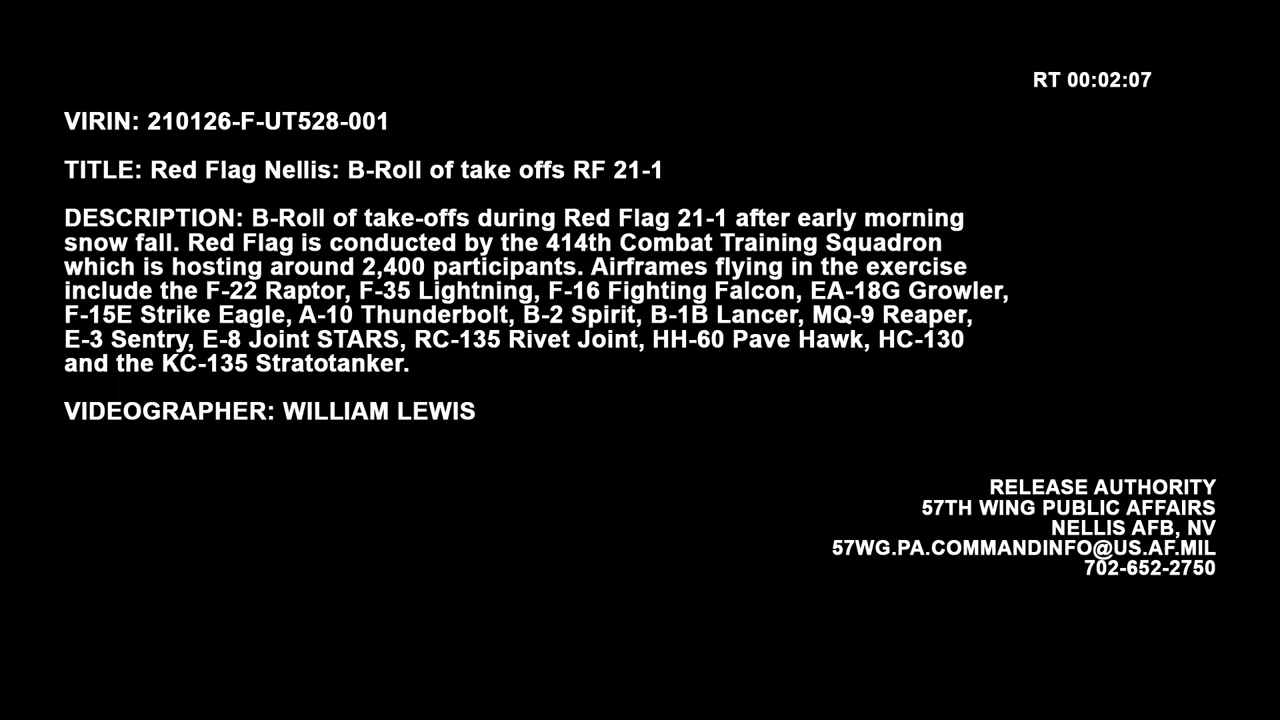 RT 00:02:07
VIRIN: 210126-F-UT528-001
TITLE: Red Flag Nellis: B-Roll of take offs RF 21-1
DESCRIPTION: B-Roll of take-offs during Red Flag 21-1 after early morning
snow fall. Red Flag is conducted by the 414th Combat Training Squadron
which is hosting around 2,400 participants. Airframes flying in the exercise
include the F-22 Raptor, F-35 Lightning, F-16 Fighting Falcon, EA-18G Growler,
F-15E Strike Eagle, A-10 Thunderbolt, B-2 Spirit, B-1B Lancer, MQ-9 Reaper,
E-3 Sentry, E-8 Joint STARS, RC-135 Rivet Joint, HH-60 Pave Hawk, HC-130
and the KC-135 Stratotanker.
VIDEOGRAPHER: WILLIAM LEWIS
RELEASE AUTHORITY
57TH WING PUBLIC AFFAIRS
NELLIS AFB, NV
57WG.PA.COMMANDINFO@US.AF.MIL
702-652-2750